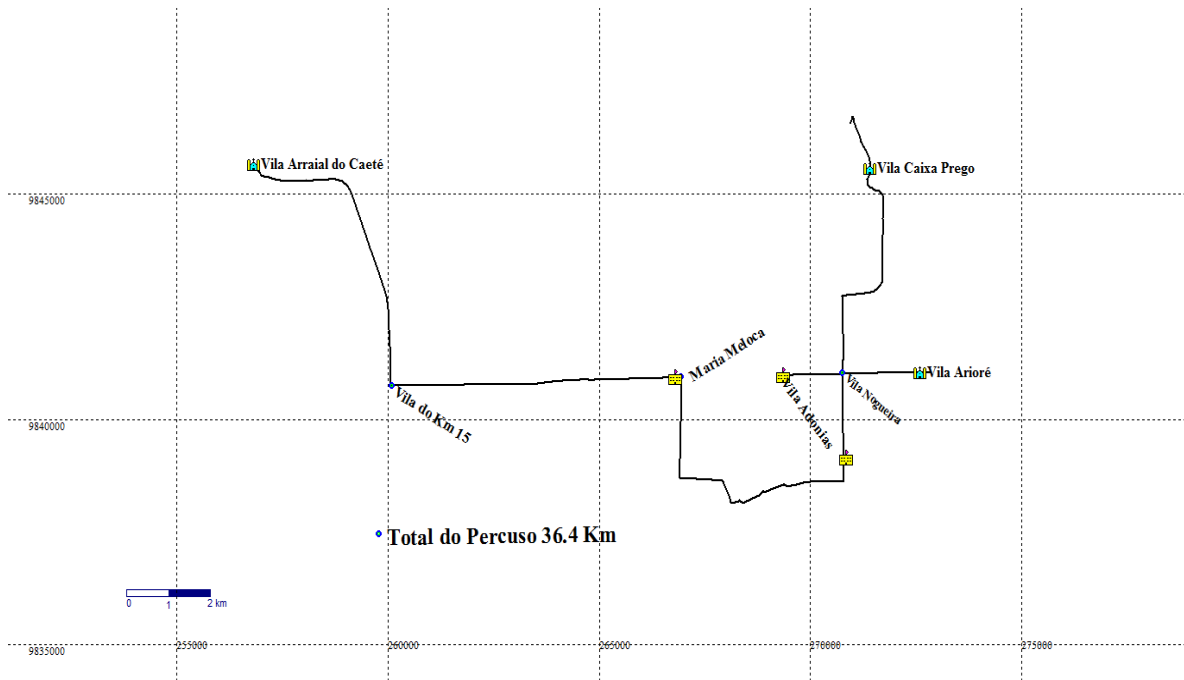 Vila Arraial do Caeté
Vila Caixa Prego
9845000
Maria Meloca
Vila Arioré
Vila Nogueira
Vila do Km 15
Vila Adonias
9840000
Total do Percuso 36.4 Km
0 1 2 km
9835000
255000
260000
265000
270000
275000